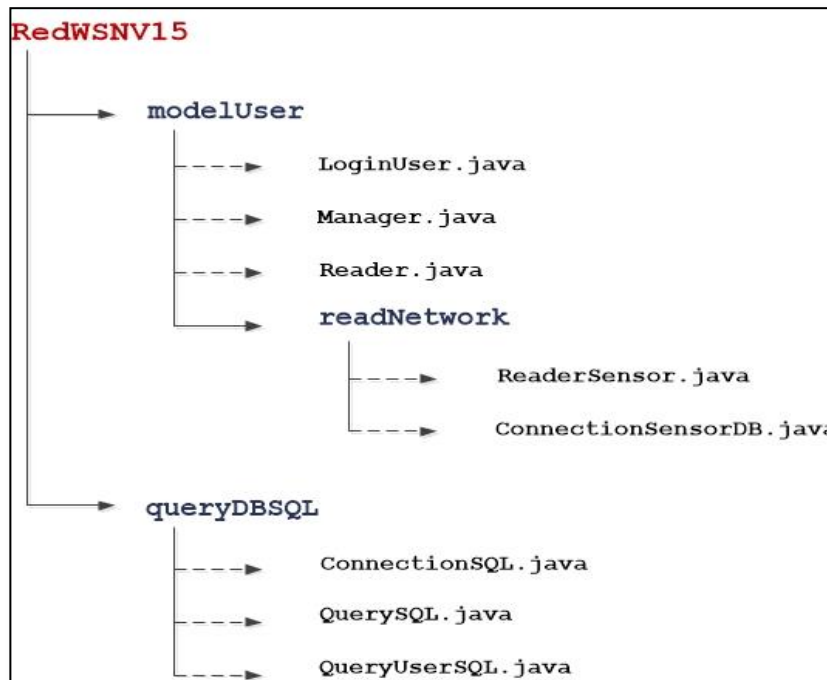 RedWSNV15
modelUser
LoginUser.java
Manager.java
Reader.java
readNetwork
ReaderSensor.java
ConnectionSensorDB.java
queryDBSQL
ConnectionSQL.java
QuerySQL.java
QueryUserSQL.java